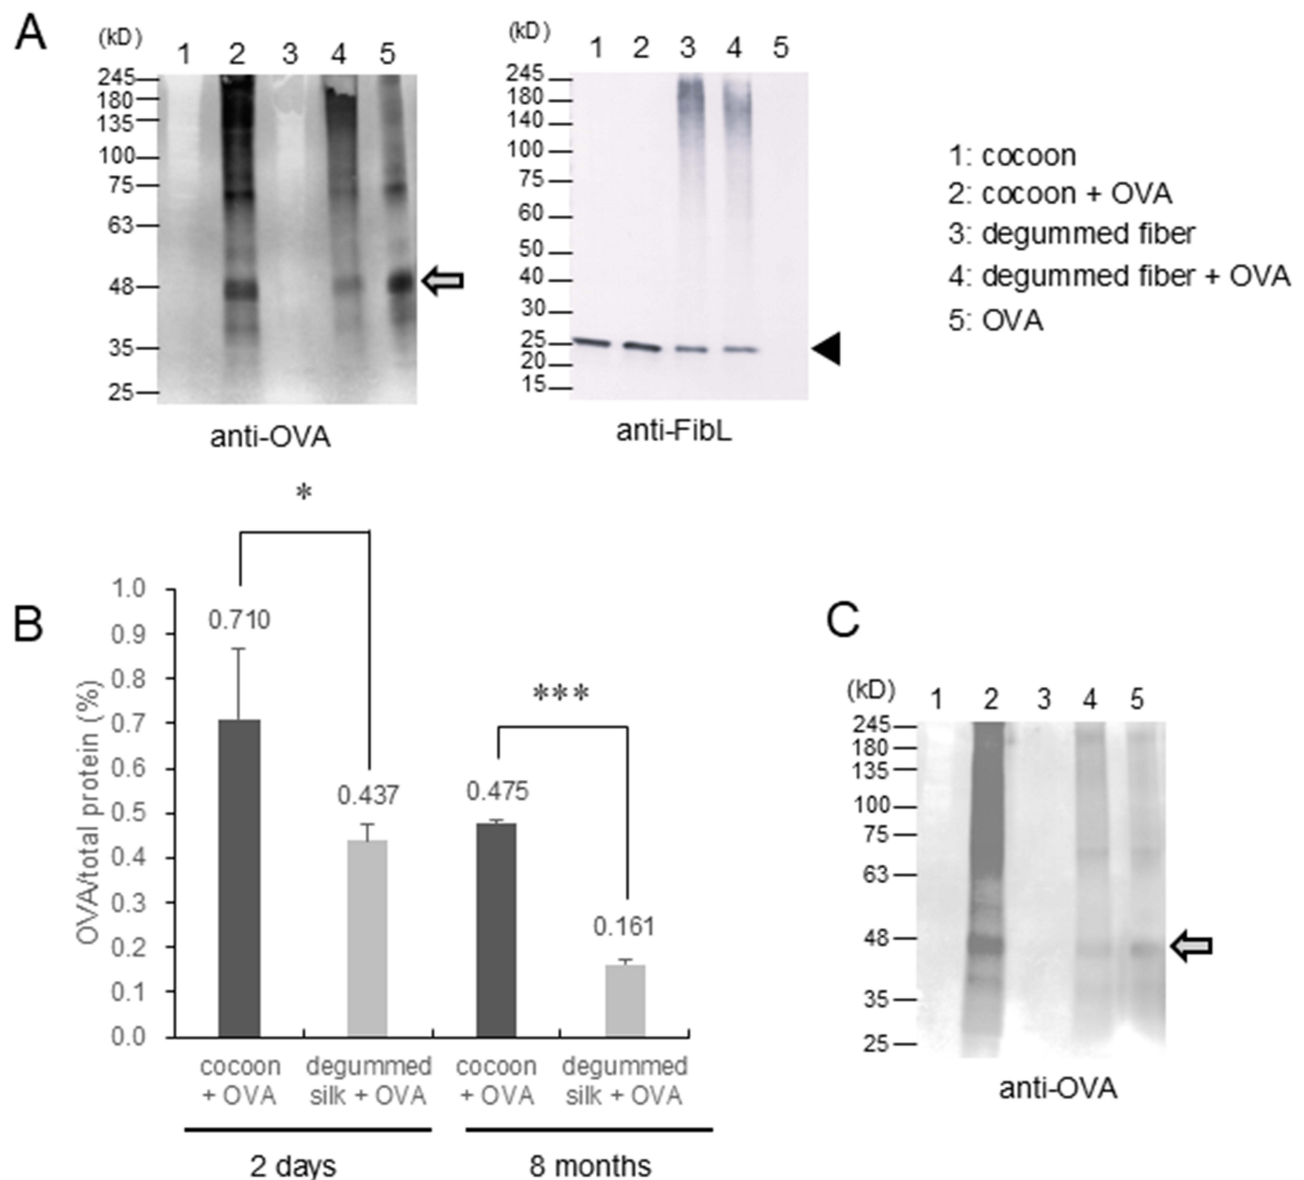 A
(kD)
1 2 3 4 5
245
180
135
100
75
63
48
35
25
anti-OVA
(kD)
1 2 3 4 5
245
180
140
100
75
60
50
40
30
25
20
15
anti-FibL
1: cocoon
2: cocoon + OVA
3: degummed fiber
4: degummed fiber + OVA
5: OVA
B
OVA/total protein (%)
1.0
0.9
0.8
0.7
0.6
0.5
0.4
0.3
0.2
0.1
0.0
*
0.710
0.437
***
0.475
0.161
cocoon
+ OVA
degummed
silk + OVA
cocoon
+ OVA
degummed
silk + OVA
2 days
8 months
C
(kD)
1 2 3 4 5
245
180
135
100
75
63
48
35
25
anti-OVA